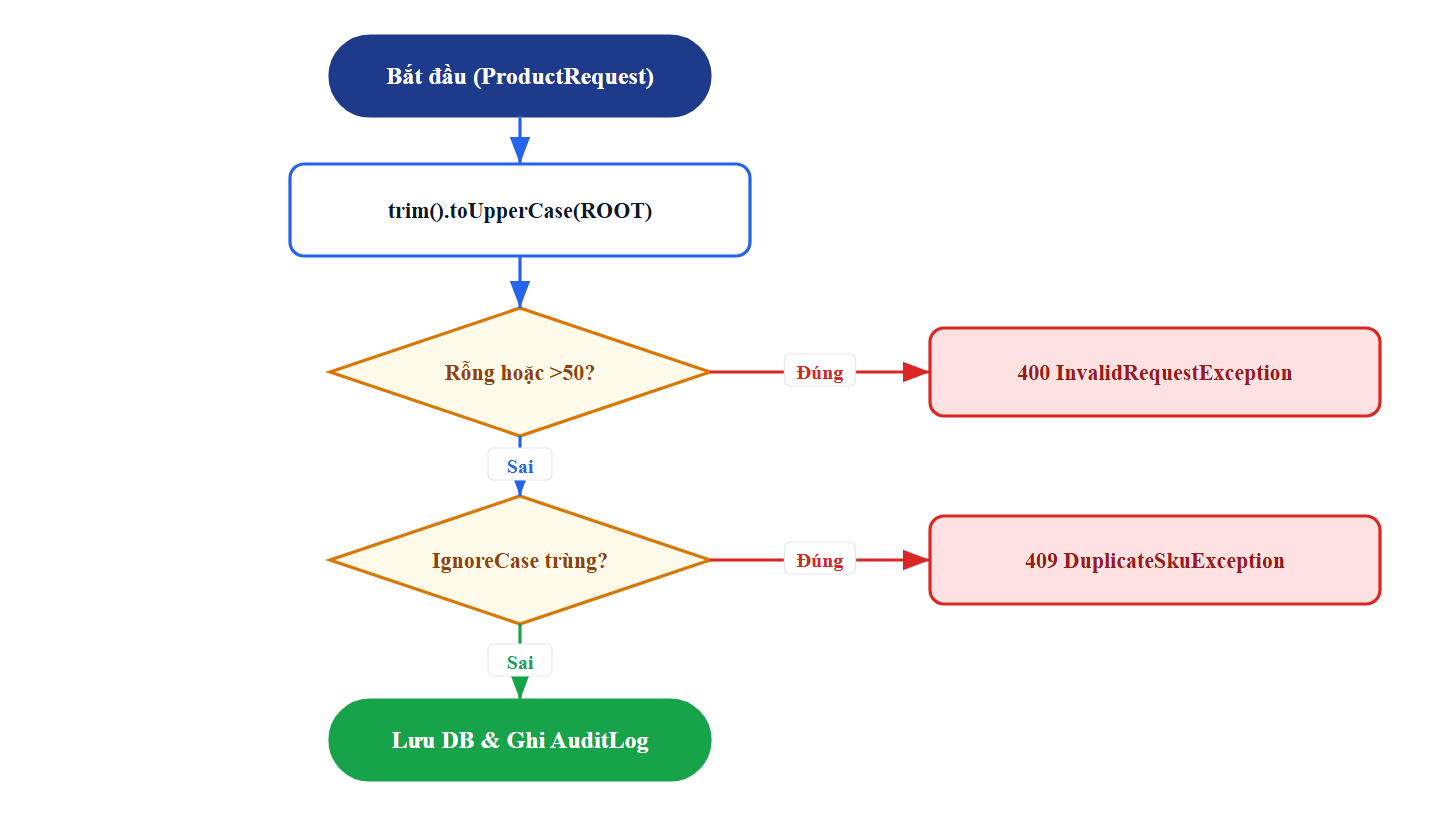 Bắt đầu (ProductRequest)
trim().toUpperCase(ROOT)
Rỗng hoặc >50?
Đúng
400 InvalidRequestException
Sai
IgnoreCase trùng?
Đúng
409 DuplicateSkuException
Sai
Lưu DB & Ghi AuditLog